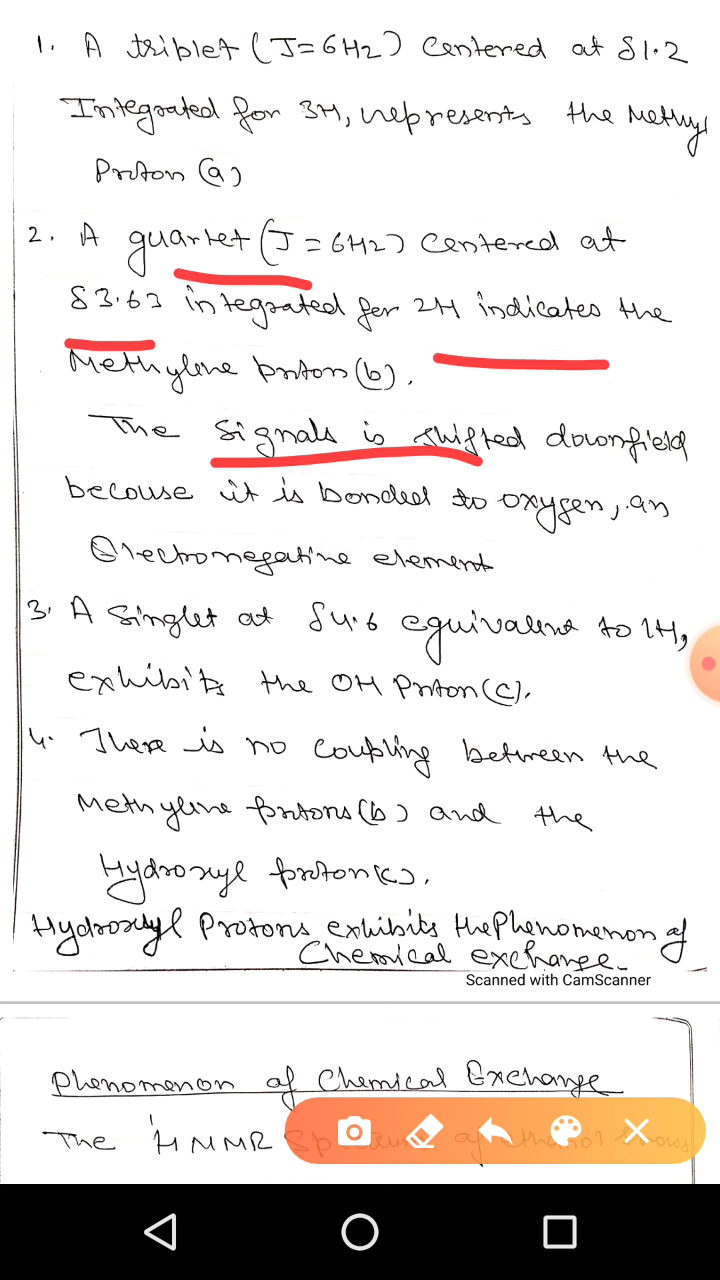 1. A triplet (J=6Hz) centered at δ1.2
Integrated for 3H, represents the Methyl
Proton (a)
2. A quartet (J=6Hz) centered at
δ3.63 integrated for 2H indicates the
Methylene proton (b).
The Signals is shifted downfield
becouse it is bonded to oxygen, an
Electronegative element
3. A Singlet at δ4.6 equivalent to 1H,
exhibits the OH Proton (c).
4. There is no coupling between the
Methylene protons (b) and the
Hydroxyl proton (c).
Hydroxyl Protons exhibits the Phenomenon of
Chemical exchange.
Scanned with CamScanner
Phenomenon of Chemical Exchange
The ¹H NMR